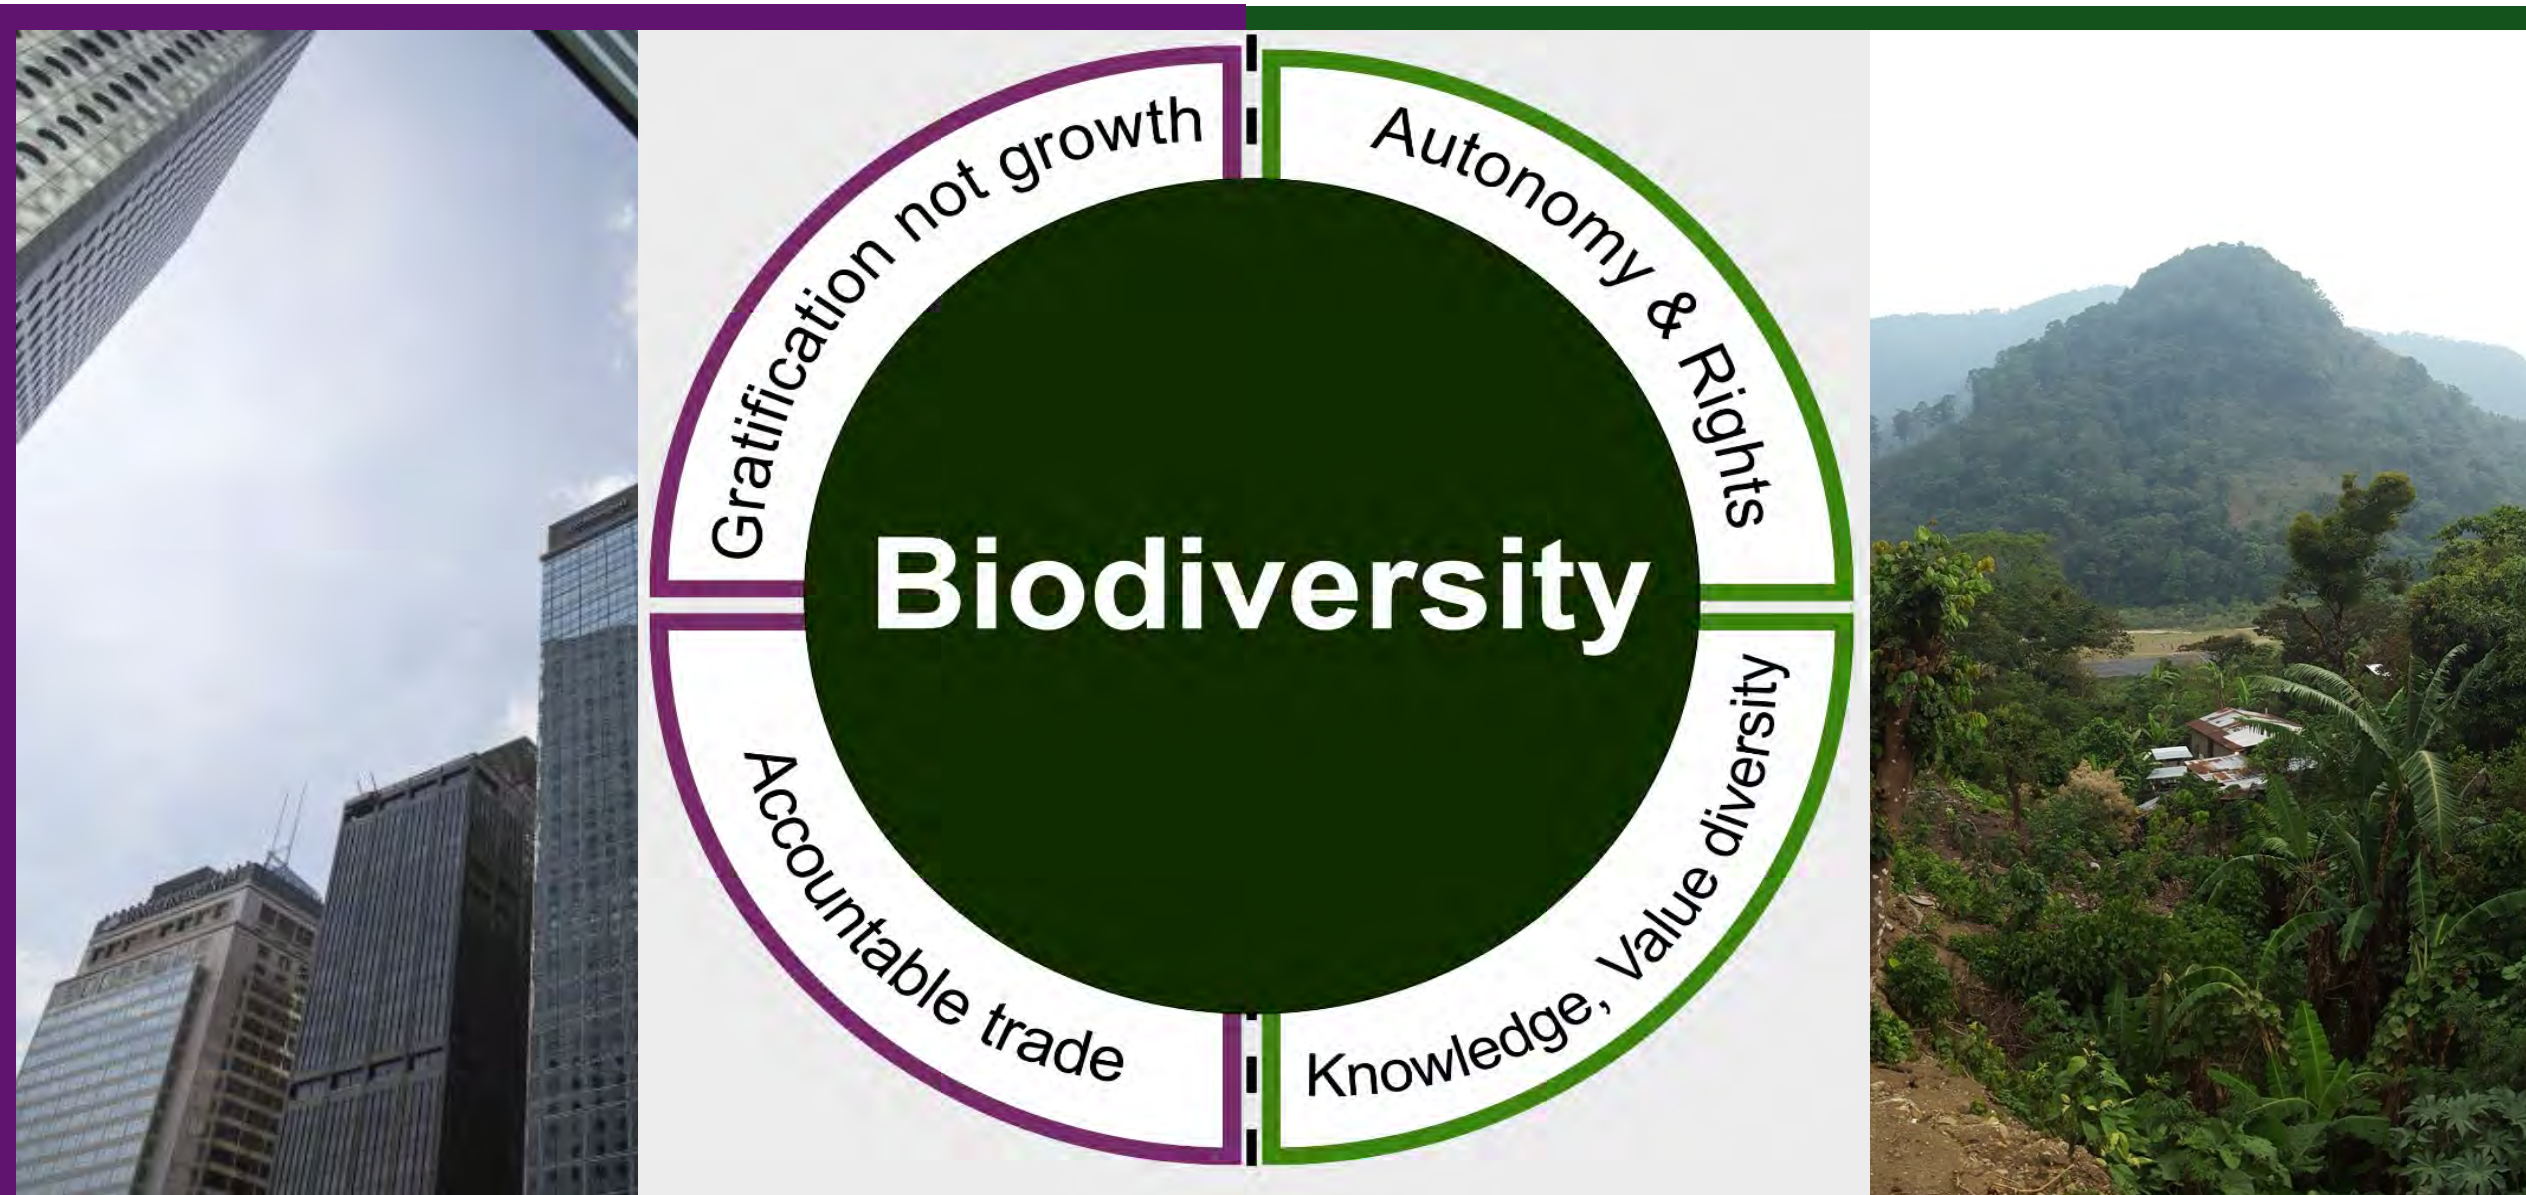 Gratification not growth
Autonomy & Rights
Biodiversity
Accountable trade
Knowledge, Value diversity